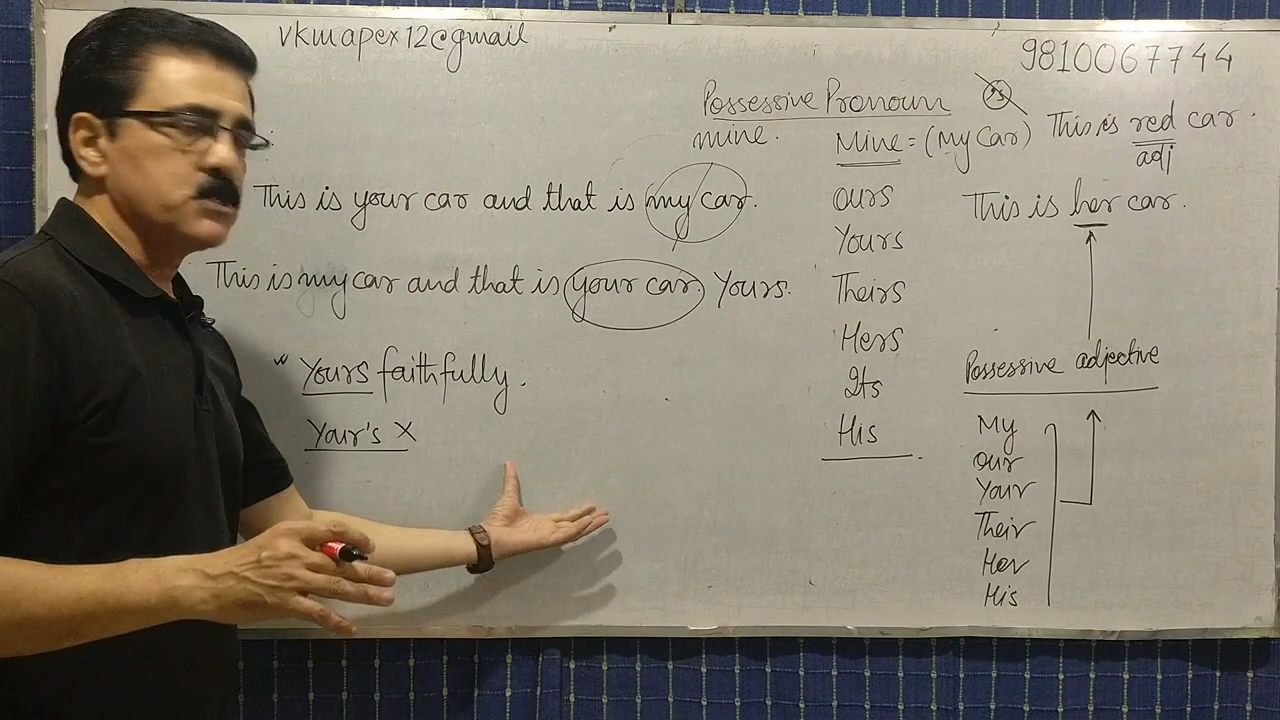 vkmapex12@gmail
9810067744
Possessive Pronoun
's
mine.
Mine = (My Car)
This is red car.
adj
This is your car and that is my car.
Ours
This is her car.
Yours
This is my car and that is your car Yours.
Theirs
Hers
Possessive adjective
Yours faithfully.
Its
Your's X
His
My
Our
Your
Their
Her
His